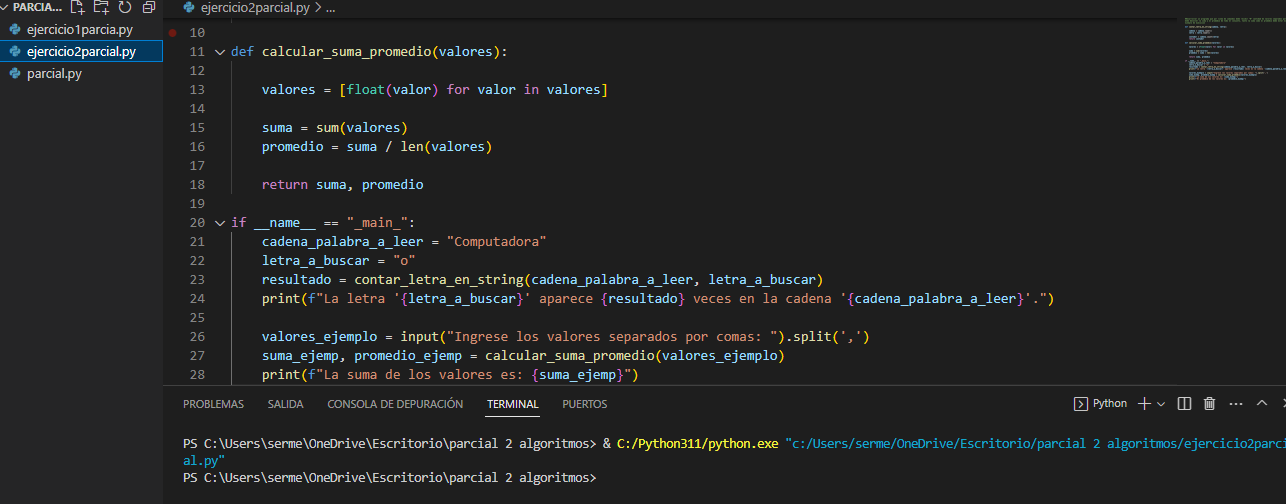 PARCIA...
ejercicio1parcia.py
ejercicio2parcial.py
parcial.py
ejercicio2parcial.py > ...
10
11 def calcular_suma_promedio(valores):
12
13 valores = [float(valor) for valor in valores]
14
15 suma = sum(valores)
16 promedio = suma / len(valores)
17
18 return suma, promedio
19
20 if __name__ == "_main_":
21 cadena_palabra_a_leer = "Computadora"
22 letra_a_buscar = "o"
23 resultado = contar_letra_en_string(cadena_palabra_a_leer, letra_a_buscar)
24 print(f"La letra '{letra_a_buscar}' aparece {resultado} veces en la cadena '{cadena_palabra_a_leer}'.")
25
26 valores_ejemplo = input("Ingrese los valores separados por comas: ").split(',')
27 suma_ejemp, promedio_ejemp = calcular_suma_promedio(valores_ejemplo)
28 print(f"La suma de los valores es: {suma_ejemp}")
PROBLEMAS SALIDA CONSOLA DE DEPURACIÓN TERMINAL PUERTOS Python
PS C:\Users\serme\OneDrive\Escritorio\parcial 2 algoritmos> & C:/Python311/python.exe "c:/Users/serme/OneDrive/Escritorio/parcial 2 algoritmos/ejercicio2parci
al.py"
PS C:\Users\serme\OneDrive\Escritorio\parcial 2 algoritmos>